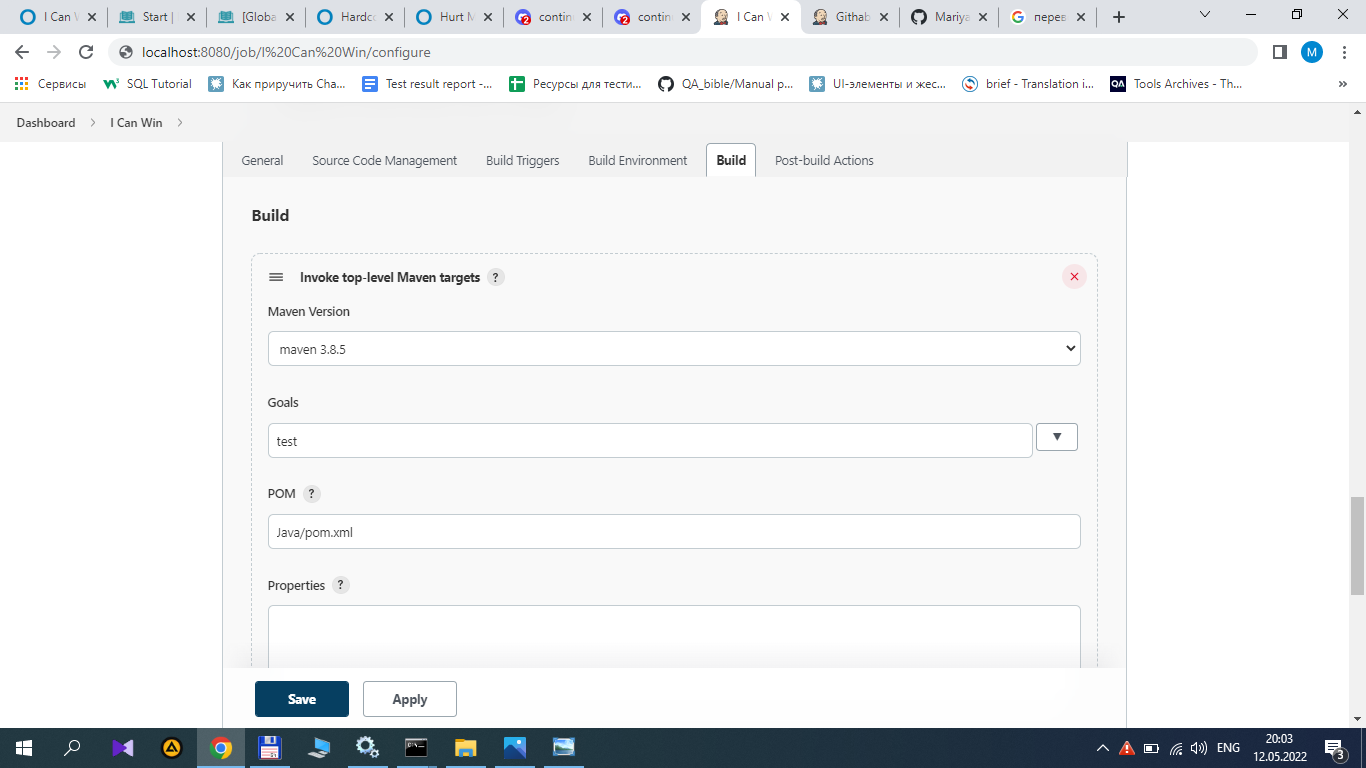 I Can W
Start |
[Globa
Hardco
Hurt M
contin
contin
I Can W
Githab
Mariya
перев
localhost:8080/job/I%20Can%20Win/configure
M
Сервисы
SQL Tutorial
Как приручить Cha...
Test result report -...
Ресурсы для тести...
QA_bible/Manual p...
UI-элементы и жес...
brief - Translation i...
QA
Tools Archives - Th...
»
Dashboard
I Can Win
General
Source Code Management
Build Triggers
Build Environment
Build
Post-build Actions
Build
Invoke top-level Maven targets ?
Maven Version
maven 3.8.5
Goals
test
POM ?
Java/pom.xml
Properties ?
Save
Apply
ENG
20:03
12.05.2022
3